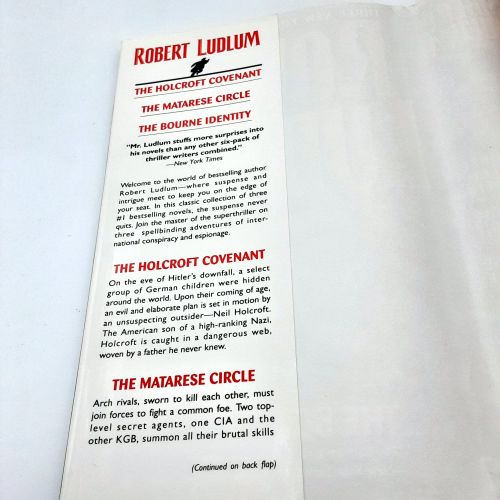 ROBERT LUDLUM
THE HOLCROFT COVENANT
THE MATARESE CIRCLE
THE BOURNE IDENTITY
"Mr. Ludlum stuffs more surprises into
his novels than any other six-pack of
thriller writers combined."
—New York Times
Welcome to the world of bestselling author
Robert Ludlum—where suspense and
intrigue meet to keep you on the edge of
your seat. In this classic collection of three
#1 bestselling novels, the suspense never
quits. Join the master of the superthriller on
three spellbinding adventures of inter-
national conspiracy and espionage.
THE HOLCROFT COVENANT
On the eve of Hitler's downfall, a select
group of German children were hidden
around the world. Upon their coming of age,
an evil and elaborate plan is set in motion by
an unsuspecting outsider—Neil Holcroft.
The American son of a high-ranking Nazi,
Holcroft is caught in a dangerous web,
woven by a father he never knew.
THE MATARESE CIRCLE
Arch rivals, sworn to kill each other, must
join forces to fight a common foe. Two top-
level secret agents, one CIA and the
other KGB, summon all their brutal skills
(Continued on back flap)